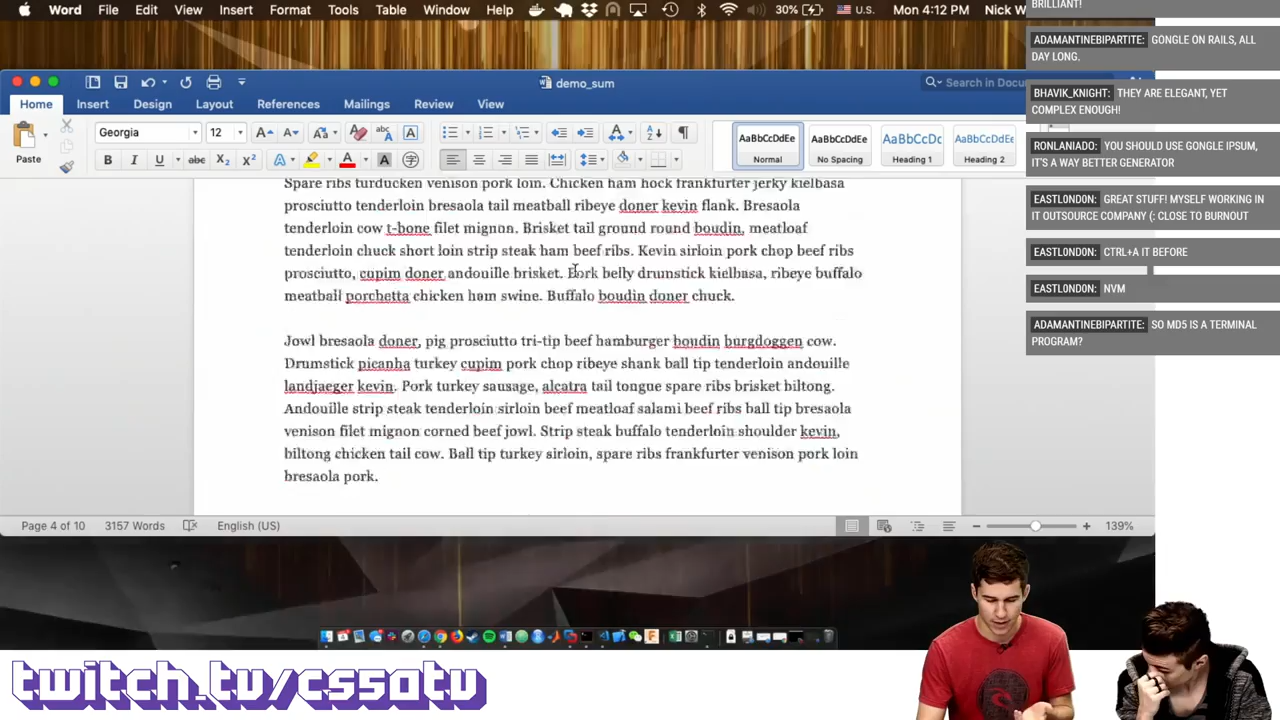 Word File Edit View Insert Format Tools Table Window Help 30% U.S. Mon 4:12 PM Nick W
demo_sum
Search in Docu
Home Insert Design Layout References Mailings Review View
Paste
Georgia 12
AaBbCcDdEe AaBbCcDdEe AaBbCcDc AaBbCcDdEe
Normal No Spacing Heading 1 Heading 2
Spare ribs turducken venison pork loin. Chicken ham hock frankfurter jerky kielbasa
prosciutto tenderloin bresaola tail meatball ribeye doner kevin flank. Bresaola
tenderloin cow t-bone filet mignon. Brisket tail ground round boudin, meatloaf
tenderloin chuck short loin strip steak ham beef ribs. Kevin sirloin pork chop beef ribs
prosciutto, cupim doner andouille brisket. Pork belly drumstick kielbasa, ribeye buffalo
meatball porchetta chicken ham swine. Buffalo boudin doner chuck.
Jowl bresaola doner, pig prosciutto tri-tip beef hamburger boudin burgdoggen cow.
Drumstick picanha turkey cupim pork chop ribeye shank ball tip tenderloin andouille
landjaeger kevin. Pork turkey sausage, alcatra tail tongue spare ribs brisket biltong.
Andouille strip steak tenderloin sirloin beef meatloaf salami beef ribs ball tip bresaola
venison filet mignon corned beef jowl. Strip steak buffalo tenderloin shoulder kevin,
biltong chicken tail cow. Ball tip turkey sirloin, spare ribs frankfurter venison pork loin
bresaola pork.
Page 4 of 10 3157 Words English (US) 139%
BRILLIANT!
ADAMANTINEBIPARTITE: GONGLE ON RAILS, ALL
DAY LONG.
BHAVIK_KNIGHT: THEY ARE ELEGANT, YET
COMPLEX ENOUGH!
RONLANIADO: YOU SHOULD USE GONGLE IPSUM,
IT'S A WAY BETTER GENERATOR
EASTLONDON: GREAT STUFF! MYSELF WORKING IN
IT OUTSOURCE COMPANY (: CLOSE TO BURNOUT
EASTLONDON: CTRL+A IT BEFORE
EASTLONDON: NVM
ADAMANTINEBIPARTITE: SO MD5 IS A TERMINAL
PROGRAM?
twitch.tv/cs50tv